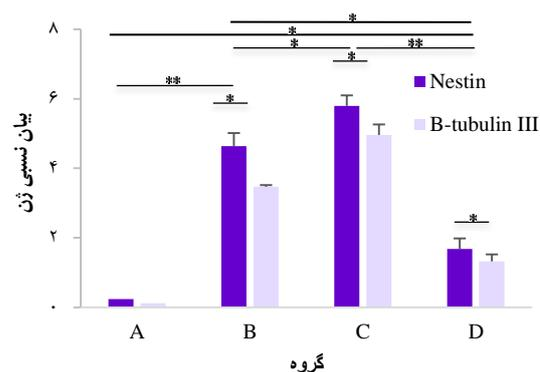 *
*
* **
*
** *
*
۸
۶
۴
۲
۰
بیان نسبی ژن
Nestin
B-tubulin III
A B C D
گروه